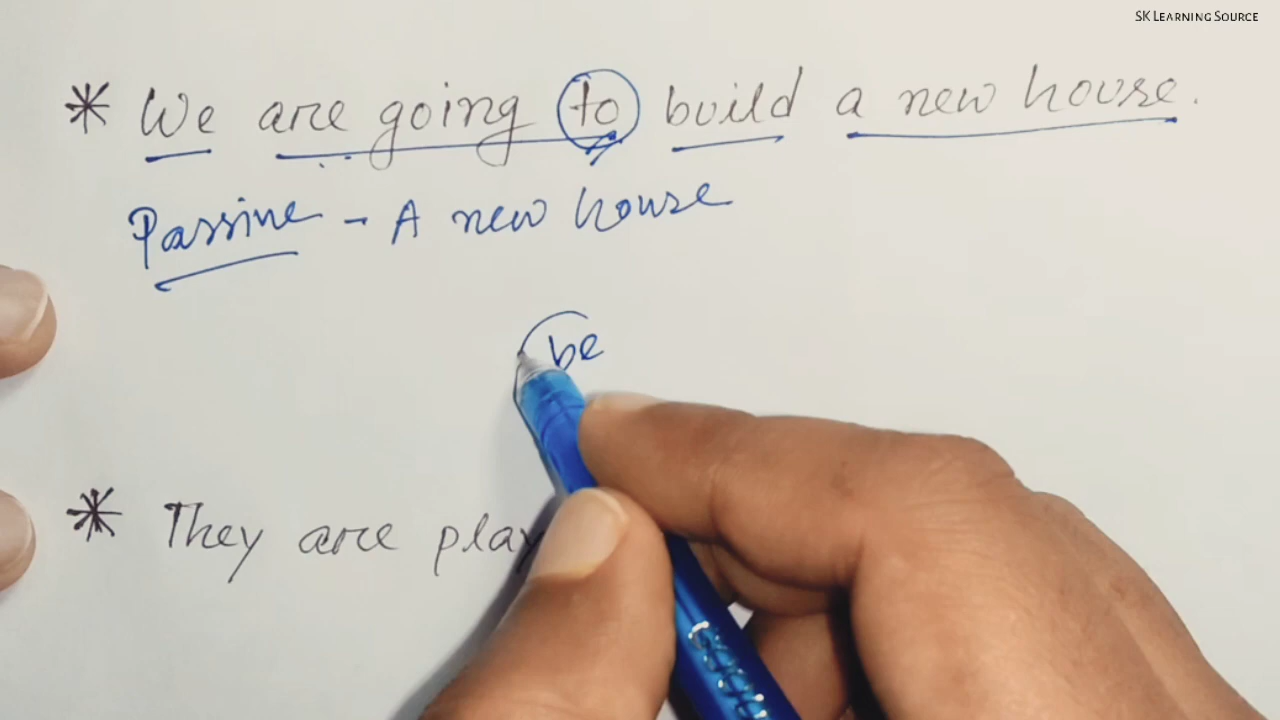 SK LEARNING SOURCE
* We are going to build a new house.
Passive - A new house
be
* They are play